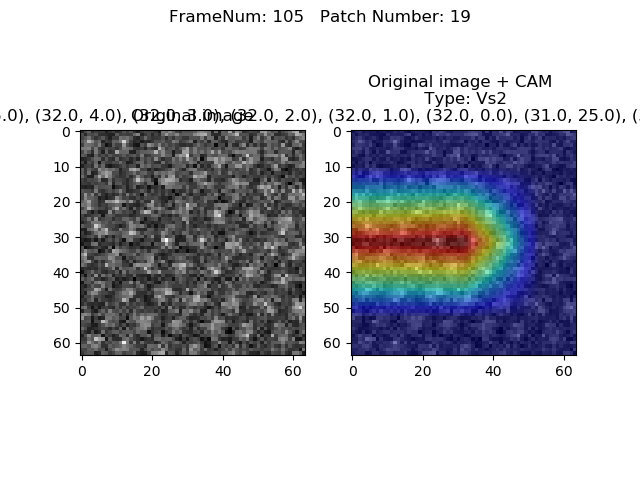 FrameNum: 105   Patch Number: 19
Original image + CAM
Type: Vs2
(32.0, 4.0), (32.0, 3.0), (32.0, 2.0), (32.0, 1.0), (32.0, 0.0), (31.0, 25.0),
Original image
0
10
20
30
40
50
60
0 20 40 60
0
10
20
30
40
50
60
0 20 40 60